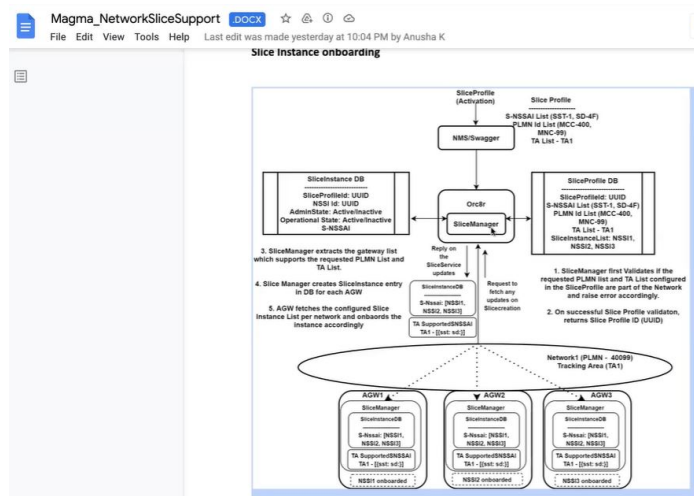 Magma_NetworkSliceSupport .DOCX
File Edit View Tools Help Last edit was made yesterday at 10:04 PM by Anusha K
Slice Instance onboarding
SliceProfile
(Activation)
Slice Profile
S-NSSAI List (SST-1, SD-4F)
PLMN Id List (MCC-400,
MNC-99)
TA List - TA1
NMS/Swagger
SliceInstance DB
SliceProfileId: UUID
NSSI Id: UUID
AdminState: Active/Inactive
Operational State: Active/Inactive
S-NSSAI
Orc8r
SliceManager
SliceProfile DB
SliceProfileId: UUID
S-NSSAI List (SST-1, SD-4F)
PLMN Id List (MCC-400,
MNC-99)
TA List - TA1
SliceInstanceList: NSSI1,
NSSI2, NSSI3
3. SliceManager extracts the gateway list
which supports the requested PLMN List and
TA List.
4. Slice Manager creates SliceInstance entry
in DB for each AGW
5. AGW fetches the configured Slice
Instance List per network and onbaords the
instance accordingly
Reply on
the
SliceService
updates
SliceInstanceDB
S-Nssai: [NSSI1,
NSSI2, NSSI3]
TA SupportedSNSSAI
TA1 - [{sst: sd:}]
Request to
fetch any
updates on
Slicecreation
1. SliceManager first Validates if the
requested PLMN list and TA List configured
in the SliceProfile are part of the Network
and raise error accordingly.
2. On successful Slice Profile validaton,
returns Slice Profile ID (UUID)
Network1 (PLMN - 40099)
Tracking Area (TA1)
AGW1
SliceManager
SliceInstanceDB
S-Nssai: [NSSI1,
NSSI2, NSSI3]
TA SupportedSNSSAI
TA1 - [{sst: sd:}]
NSSI1 onboarded
AGW2
SliceManager
SliceInstanceDB
S-Nssai: [NSSI1,
NSSI2, NSSI3]
TA SupportedSNSSAI
TA1 - [{sst: sd:}]
NSSI2 onboarded
AGW3
SliceManager
SliceInstanceDB
S-Nssai: [NSSI1,
NSSI2, NSSI3]
TA SupportedSNSSAI
TA1 - [{sst: sd:}]
NSSI3 onboarded